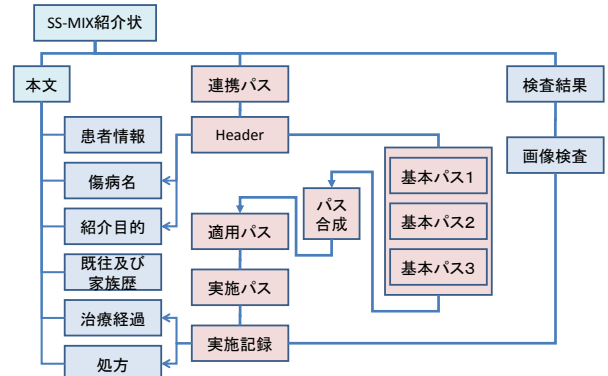 SS-MIX紹介状
本文
連携パス
検査結果
患者情報
Header
画像検査
傷病名
基本パス1
紹介目的
適用パス
パス
合成
基本パス2
既往及び
家族歴
実施パス
基本パス3
治療経過
実施記録
処方